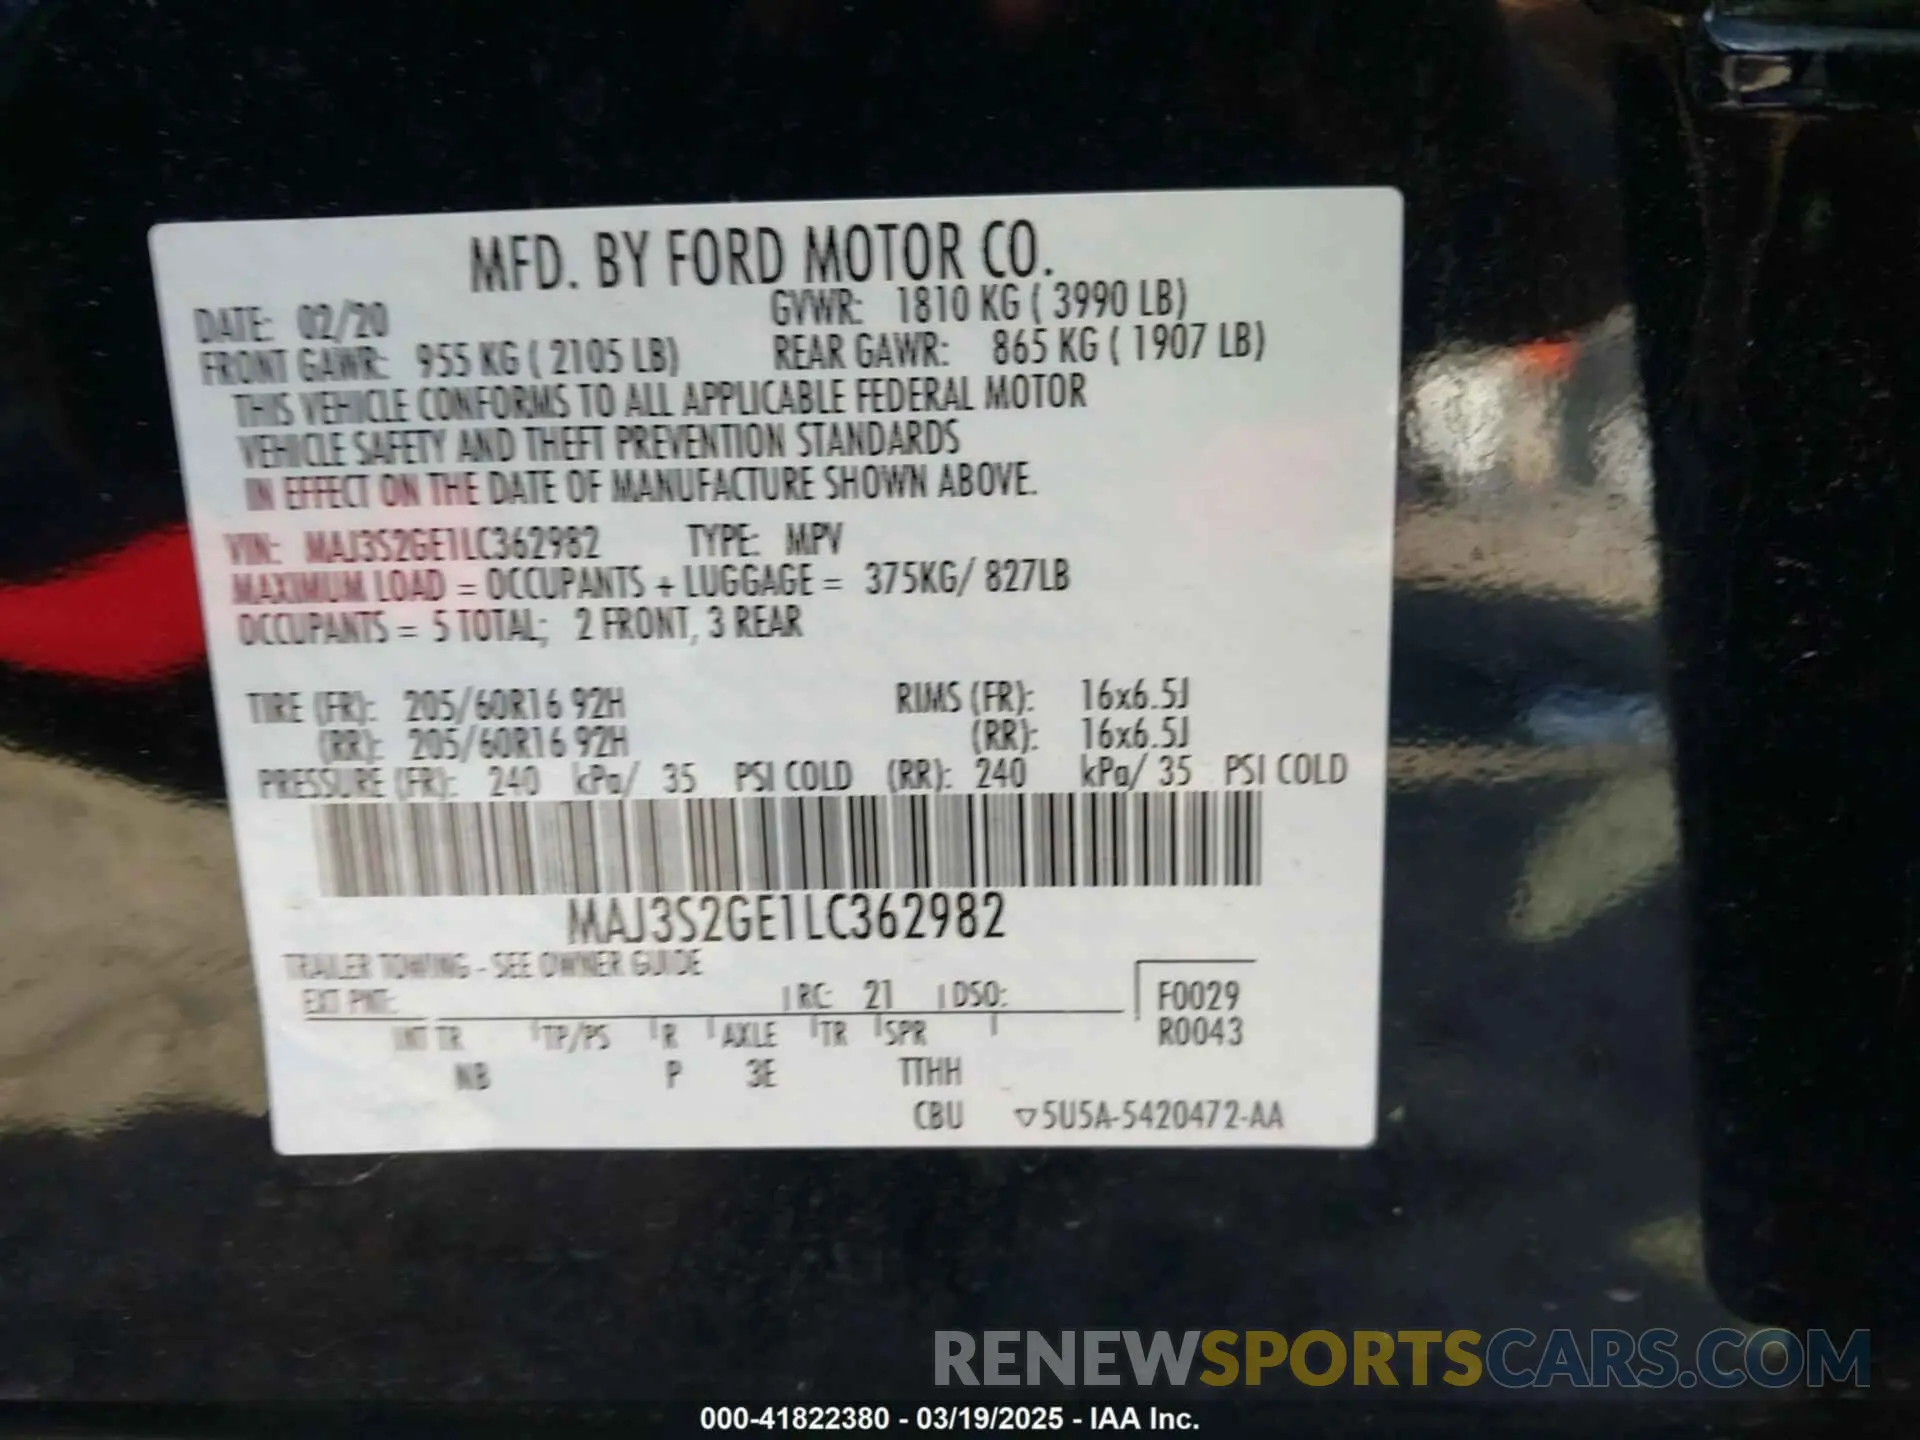 MFD. BY FORD MOTOR CO.
DATE: 02/20 GVWR: 1810 KG ( 3990 LB)
FRONT GAWR: 955 KG ( 2105 LB) REAR GAWR: 865 KG ( 1907 LB)
THIS VEHICLE CONFORMS TO ALL APPLICABLE FEDERAL MOTOR
VEHICLE SAFETY AND THEFT PREVENTION STANDARDS
IN EFFECT ON THE DATE OF MANUFACTURE SHOWN ABOVE.
VIN: MAJ3S2GE1LC362982 TYPE: MPV
MAXIMUM LOAD = OCCUPANTS + LUGGAGE = 375KG/ 827LB
OCCUPANTS = 5 TOTAL; 2 FRONT, 3 REAR
TIRE (FR): 205/60R16 92H RIMS (FR): 16x6.5J
(RR): 205/60R16 92H (RR): 16x6.5J
PRESSURE (FR): 240 kPa/ 35 PSI COLD (RR): 240 kPa/ 35 PSI COLD
MAJ3S2GE1LC362982
TRAILER TOWING - SEE OWNER GUIDE
EXT PNT: RC: 21 DSO: F0029
INT TR TP/PS R AXLE TR SPR R0043
NB P 3E TTHH
CBU ▽5U5A-5420472-AA
RENEWSPORTSCARS.COM
000-41822380 - 03/19/2025 - IAA Inc.